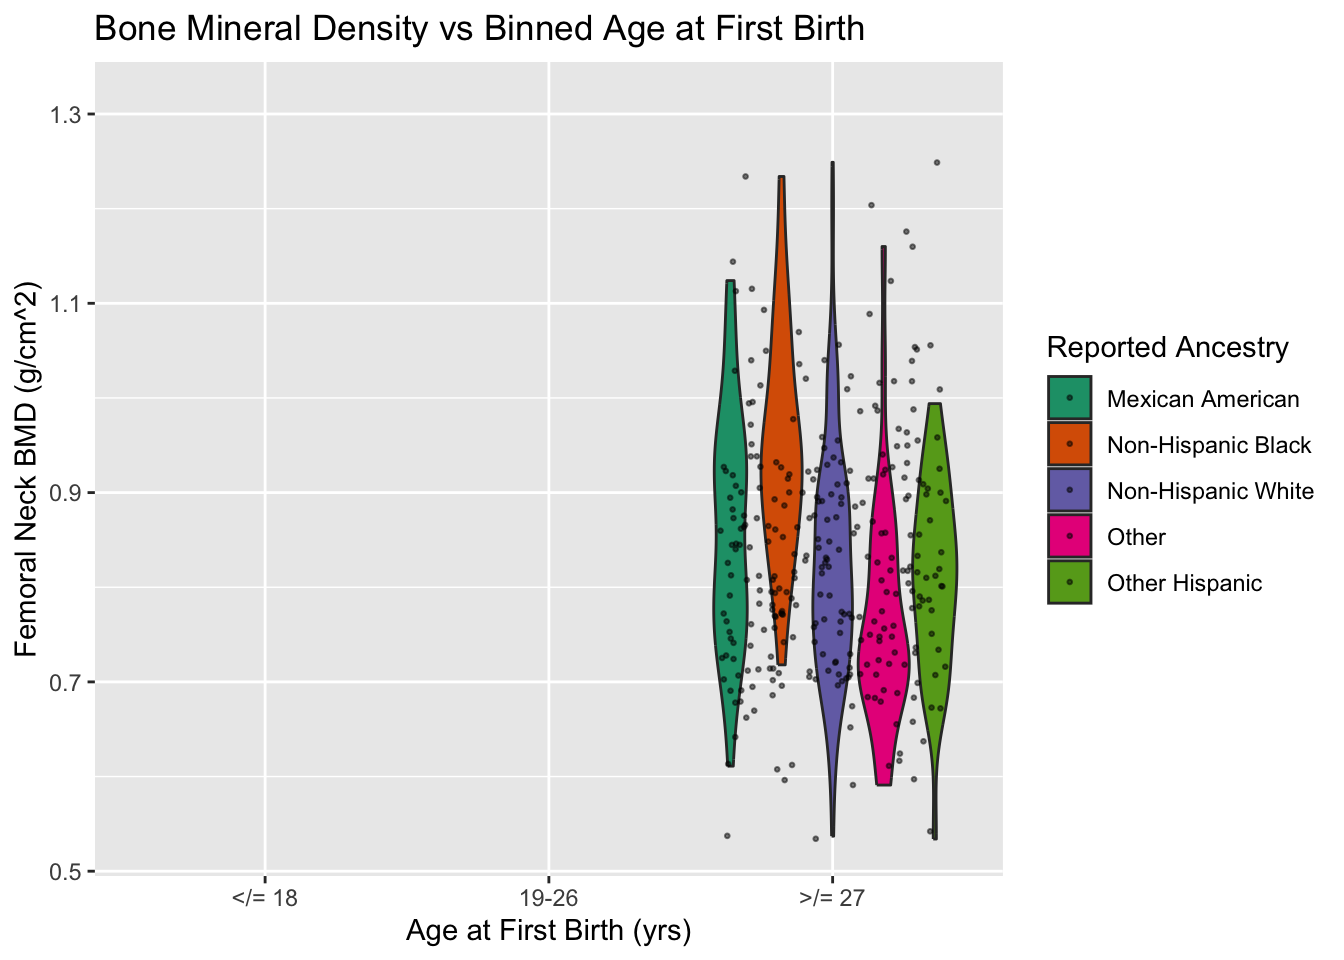 Bone Mineral Density vs Binned Age at First Birth
Femoral Neck BMD (g/cm^2)
1.3
1.1
0.9
0.7
0.5
</= 18
19-26
>/= 27
Age at First Birth (yrs)
Reported Ancestry
Mexican American
Non-Hispanic Black
Non-Hispanic White
Other
Other Hispanic